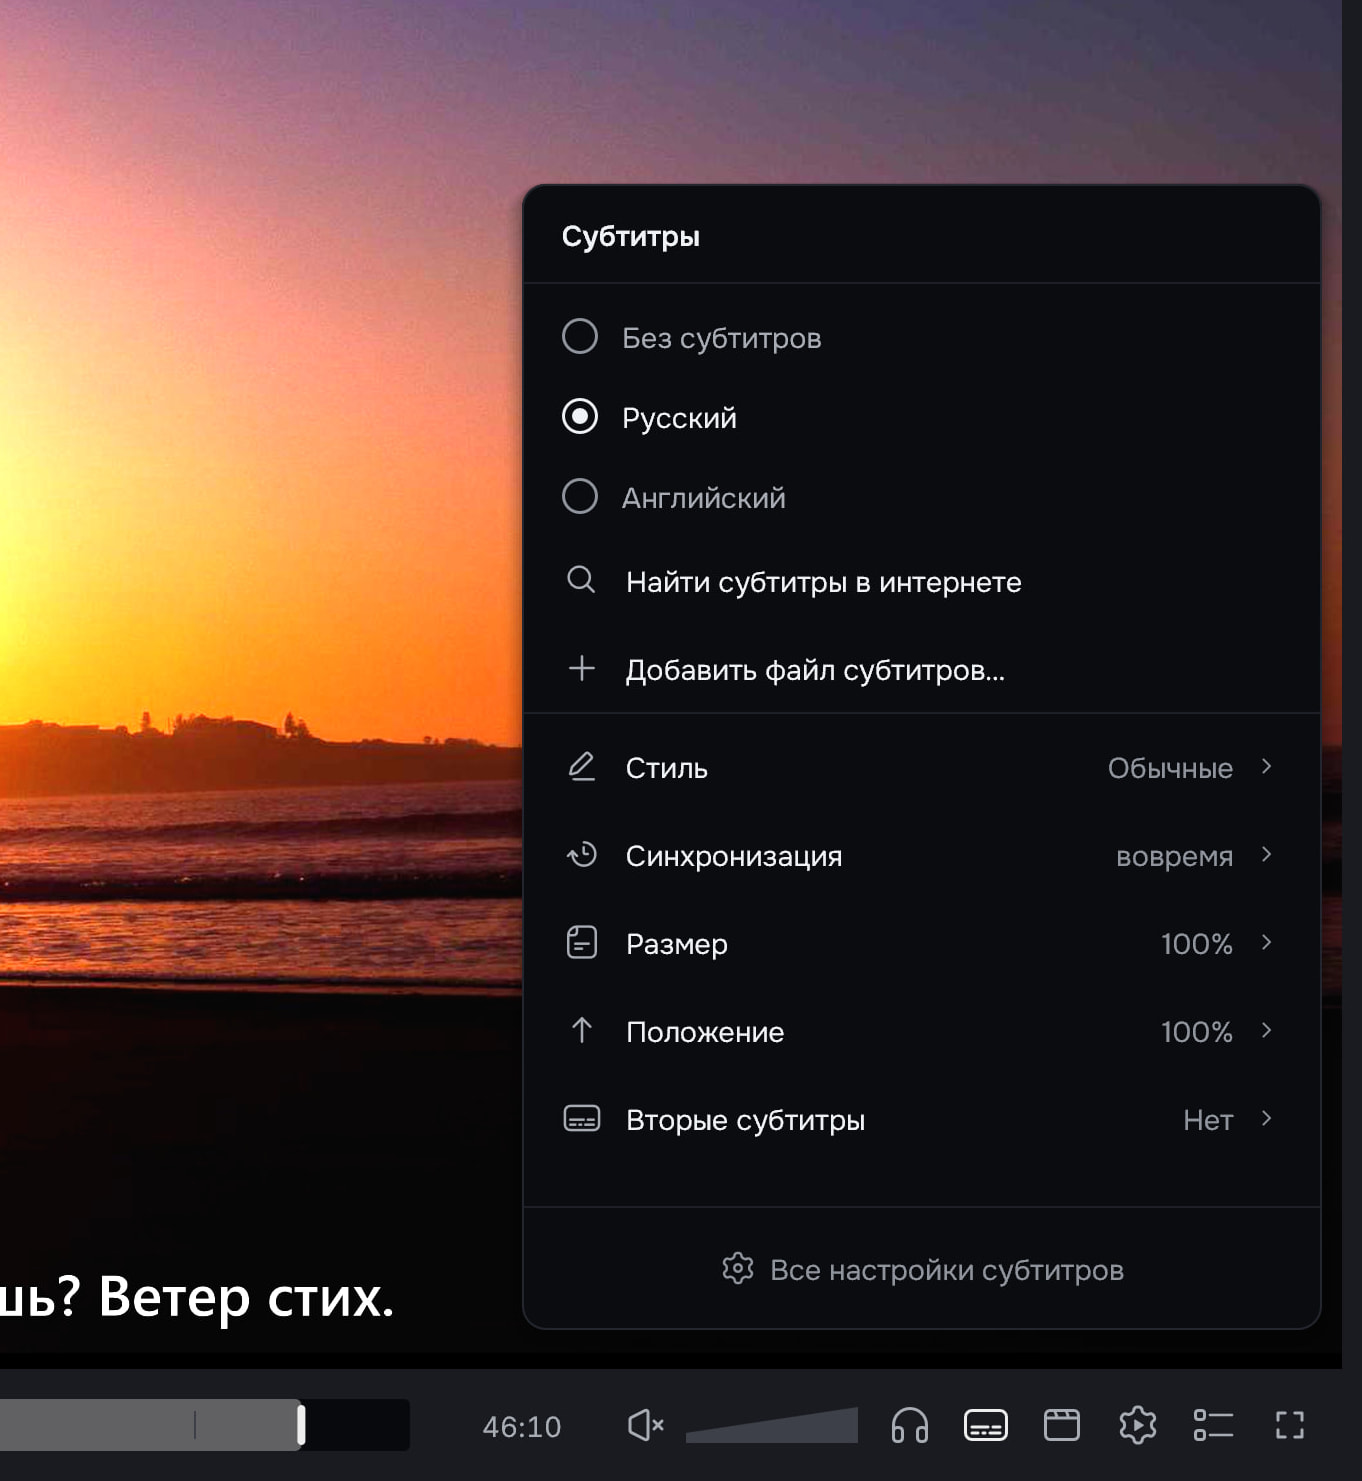 Субтитры
Без субтитров
Русский
Английский
Найти субтитры в интернете
Добавить файл субтитров...
Стиль Обычные
Синхронизация вовремя
Размер 100%
Положение 100%
Вторые субтитры Нет
Все настройки субтитров
шь? Ветер стих.
46:10